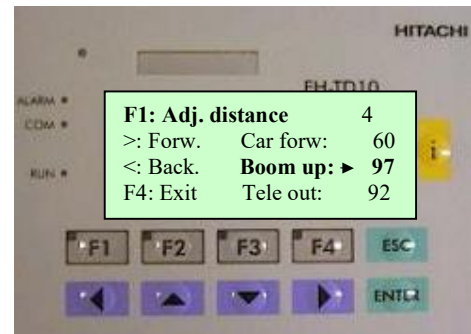 HITACHI
EH-TD10
ALARM
COM
F1: Adj. distance 4
>: Forw. Car forw: 60
<: Back. Boom up: ► 97
F4: Exit Tele out: 92
i
RUN
F1 F2 F3 F4 ESC
ENTER